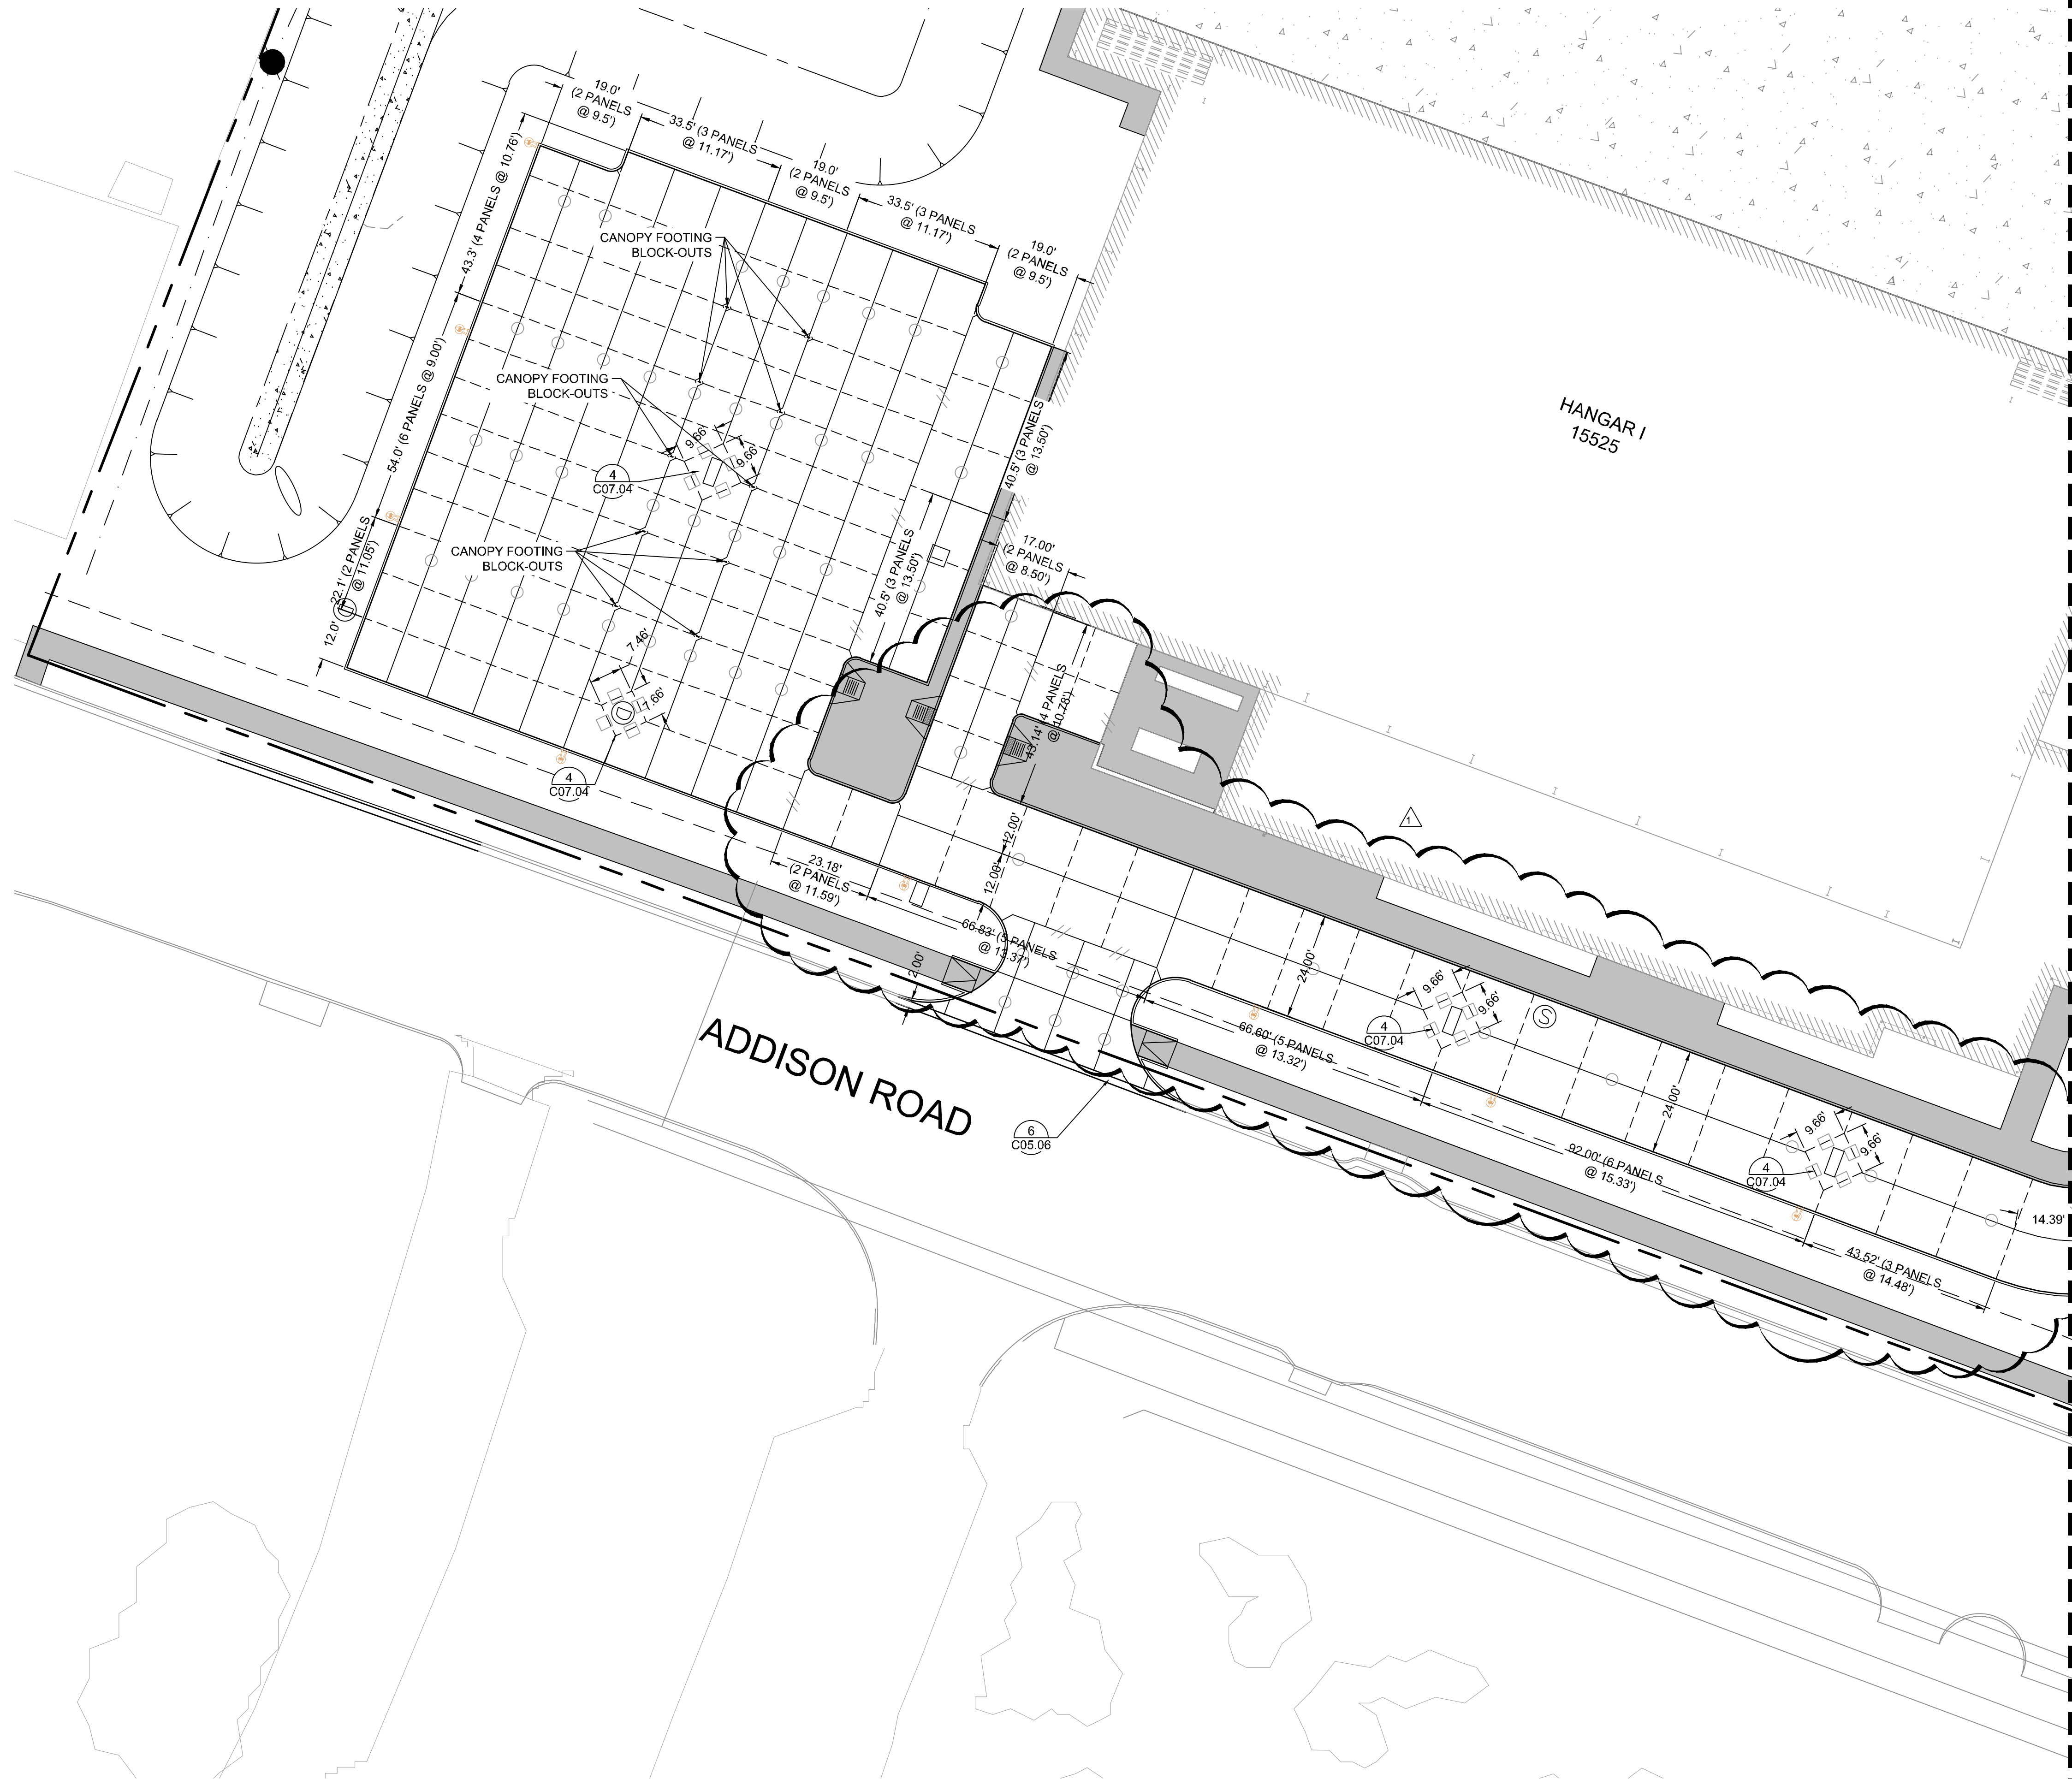 19.0'
(2 PANELS
@ 9.5')
33.5' (3 PANELS
@ 11.17')
19.0'
(2 PANELS
@ 9.5')
33.5' (3 PANELS
@ 11.17')
19.0'
(2 PANELS
@ 9.5')
43.3' (4 PANELS @ 10.76')
54.0' (6 PANELS @ 9.00')
22.1' (2 PANELS
@ 11.05')
12.0'
CANOPY FOOTING
BLOCK-OUTS
CANOPY FOOTING
BLOCK-OUTS
9.66'
9.66'
4
C07.04
CANOPY FOOTING
BLOCK-OUTS
7.46'
7.66'
4
C07.04
40.5' (3 PANELS
@ 13.50')
40.5' (3 PANELS
@ 13.50')
17.00'
(2 PANELS
@ 8.50')
43.14' (4 PANELS
@ 10.78')
HANGAR I
15525
1
12.00'
12.00'
23.18'
(2 PANELS
@ 11.59')
66.83' (5 PANELS
@ 13.37')
2.00'
24.00'
66.60' (5 PANELS
@ 13.32')
9.66'
9.66'
4
C07.04
S
24.00'
92.00' (6 PANELS
@ 15.33')
9.66'
9.66'
4
C07.04
14.39'
43.52' (3 PANELS
@ 14.48')
ADDISON ROAD
6
C05.06